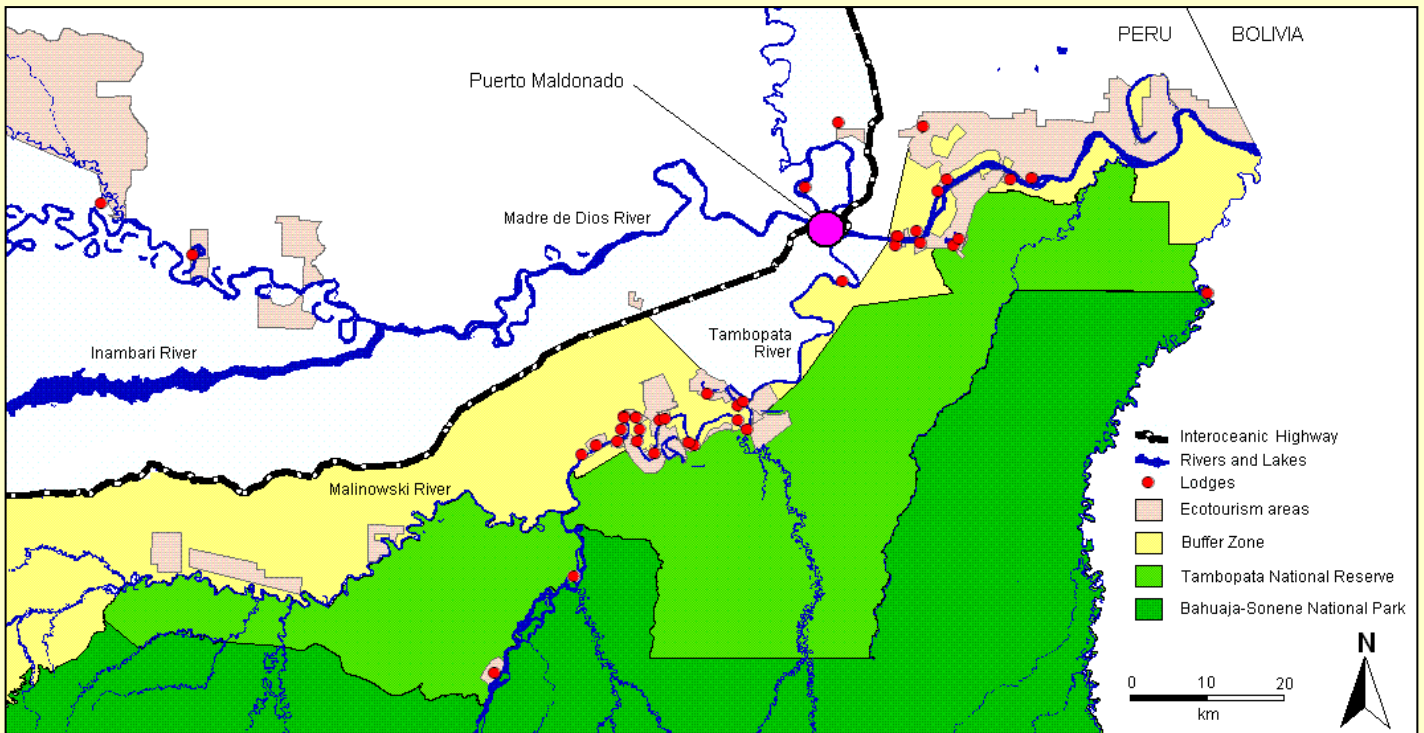 PERU
BOLIVIA
Puerto Maldonado
Madre de Dios River
Tambopata
River
Inambari River
Malinowski River
Interoceanic Highway
Rivers and Lakes
Lodges
Ecotourism areas
Buffer Zone
Tambopata National Reserve
Bahuaja-Sonene National Park
N
0 10 20
km